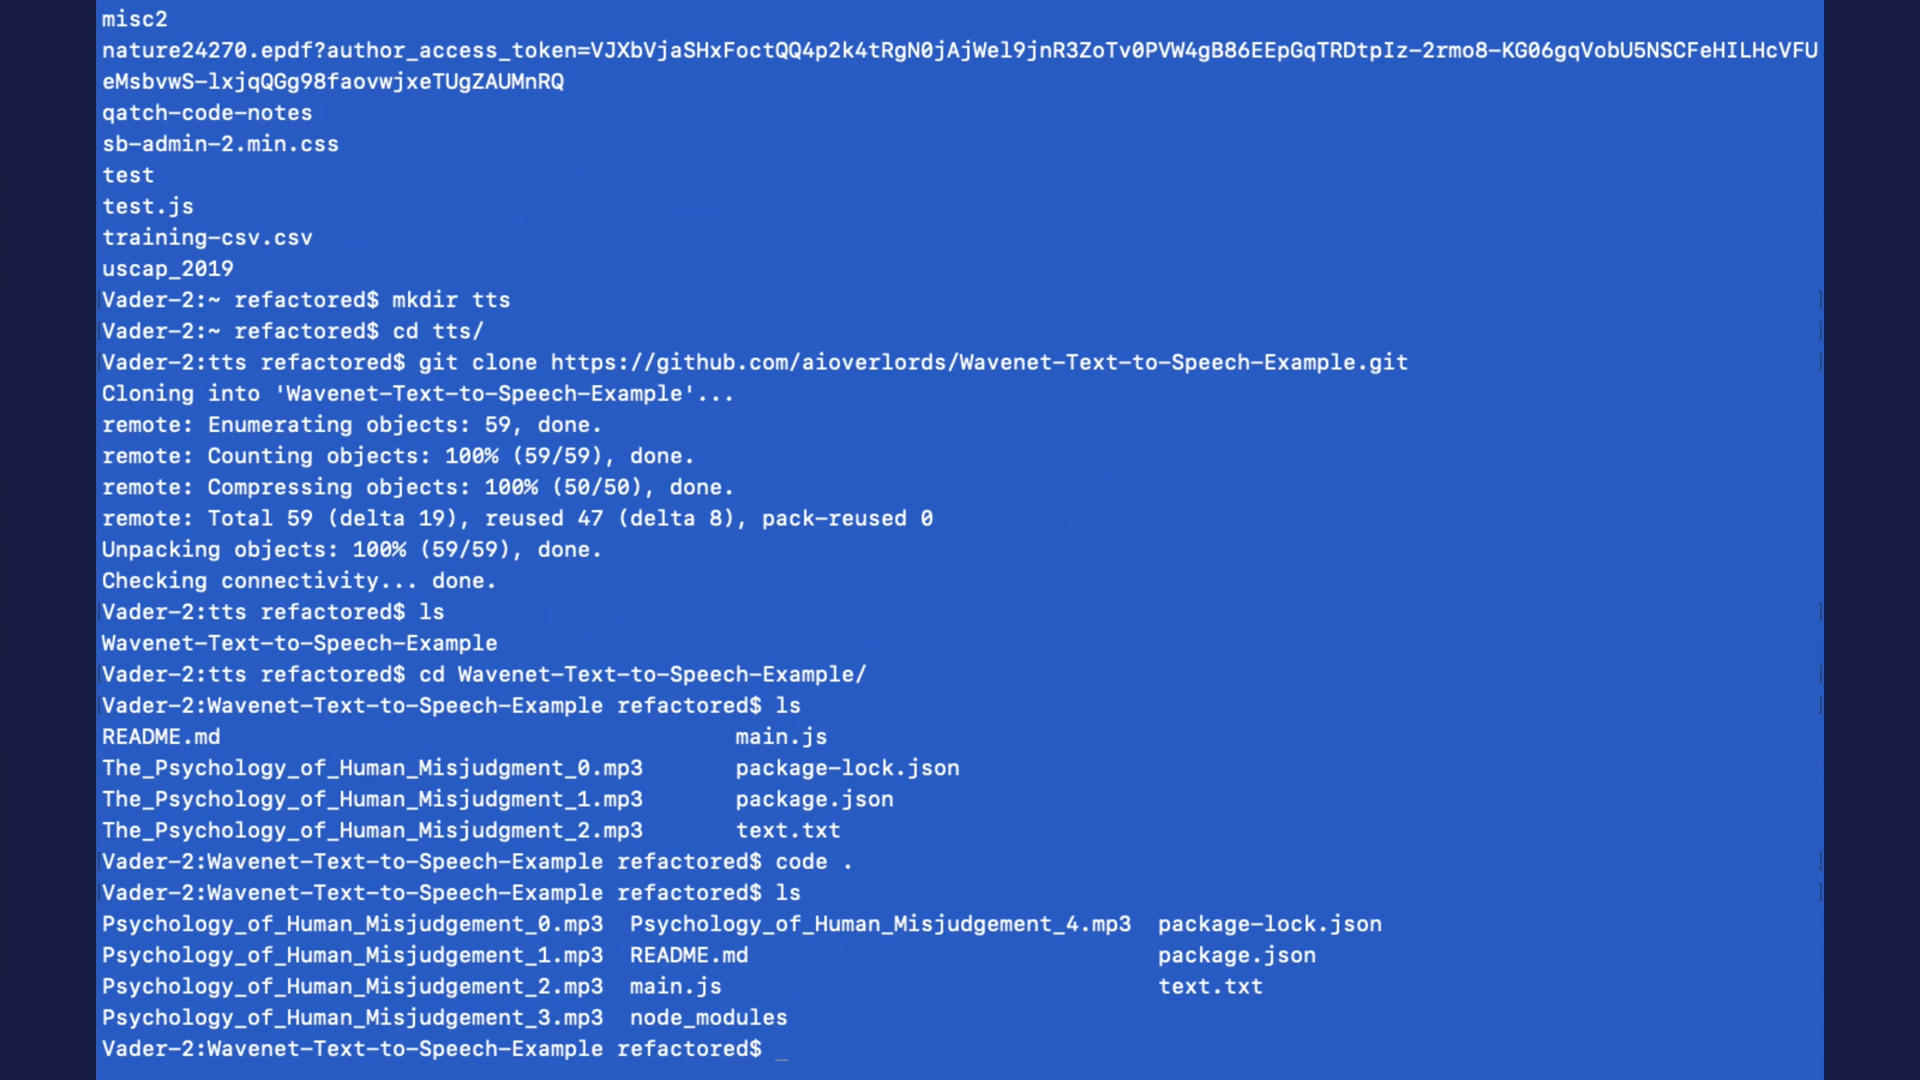 misc2
nature24270.epdf?author_access_token=VJXbVjaSHxFoctQQ4p2k4tRgN0jAjWel9jnR3ZoTv0PVW4gB86EEpGqTRDtpIz-2rmo8-KG06gqVobU5NSCFeHILHcVFU
eMsbvwS-lxjqQGg98faovwjxeTUgZAUMnRQ
qatch-code-notes
sb-admin-2.min.css
test
test.js
training-csv.csv
uscap_2019
Vader-2:~ refactored$ mkdir tts
Vader-2:~ refactored$ cd tts/
Vader-2:tts refactored$ git clone https://github.com/aioverlords/Wavenet-Text-to-Speech-Example.git
Cloning into 'Wavenet-Text-to-Speech-Example'...
remote: Enumerating objects: 59, done.
remote: Counting objects: 100% (59/59), done.
remote: Compressing objects: 100% (50/50), done.
remote: Total 59 (delta 19), reused 47 (delta 8), pack-reused 0
Unpacking objects: 100% (59/59), done.
Checking connectivity... done.
Vader-2:tts refactored$ ls
Wavenet-Text-to-Speech-Example
Vader-2:tts refactored$ cd Wavenet-Text-to-Speech-Example/
Vader-2:Wavenet-Text-to-Speech-Example refactored$ ls
README.md main.js
The_Psychology_of_Human_Misjudgment_0.mp3 package-lock.json
The_Psychology_of_Human_Misjudgment_1.mp3 package.json
The_Psychology_of_Human_Misjudgment_2.mp3 text.txt
Vader-2:Wavenet-Text-to-Speech-Example refactored$ code .
Vader-2:Wavenet-Text-to-Speech-Example refactored$ ls
Psychology_of_Human_Misjudgement_0.mp3 Psychology_of_Human_Misjudgement_4.mp3 package-lock.json
Psychology_of_Human_Misjudgement_1.mp3 README.md package.json
Psychology_of_Human_Misjudgement_2.mp3 main.js text.txt
Psychology_of_Human_Misjudgement_3.mp3 node_modules
Vader-2:Wavenet-Text-to-Speech-Example refactored$ _